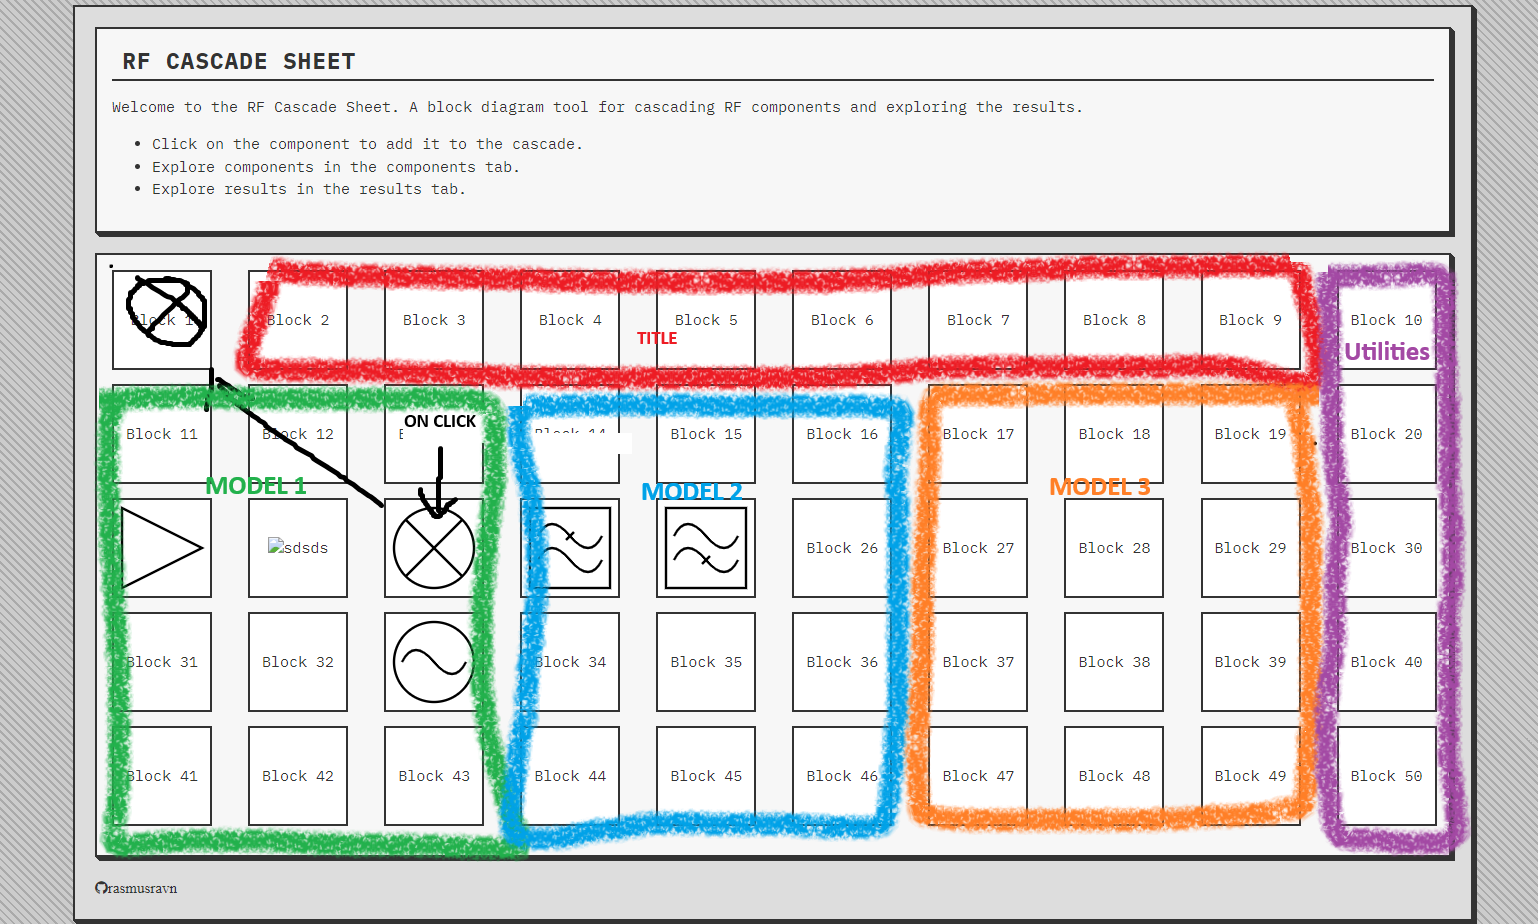 RF CASCADE SHEET
Welcome to the RF Cascade Sheet. A block diagram tool for cascading RF components and exploring the results.
• Click on the component to add it to the cascade.
• Explore components in the components tab.
• Explore results in the results tab.
Block 1 Block 2 Block 3 Block 4 Block 5 Block 6 Block 7 Block 8 Block 9 Block 10
TITLE
Utilities
ON CLICK
Block 11 Block 12 Block 14 Block 15 Block 16 Block 17 Block 18 Block 19 Block 20
MODEL 1 MODEL 2 MODEL 3
sdsds Block 26 Block 27 Block 28 Block 29 Block 30
Block 31 Block 32 Block 34 Block 35 Block 36 Block 37 Block 38 Block 39 Block 40
Block 41 Block 42 Block 43 Block 44 Block 45 Block 46 Block 47 Block 48 Block 49 Block 50
rasmusravn